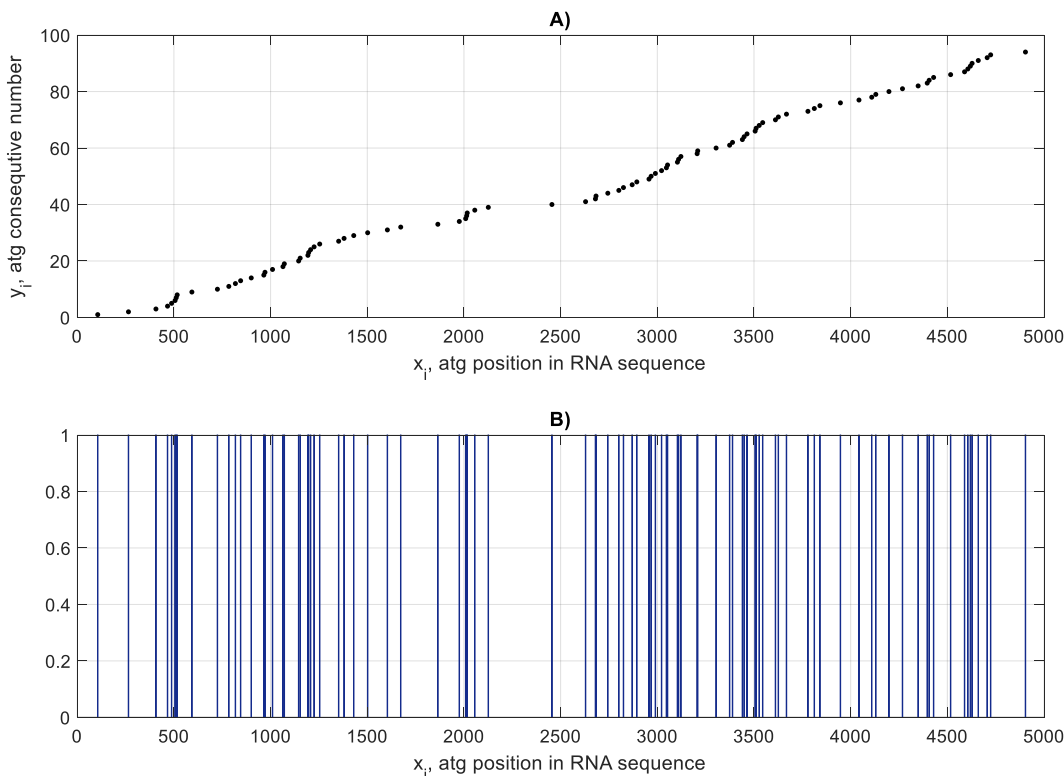 A)
100
80
60
40
20
0
y_i, atg consequtive number
0 500 1000 1500 2000 2500 3000 3500 4000 4500 5000
x_i, atg position in RNA sequence
B)
1
0.8
0.6
0.4
0.2
0
0 500 1000 1500 2000 2500 3000 3500 4000 4500 5000
x_i, atg position in RNA sequence